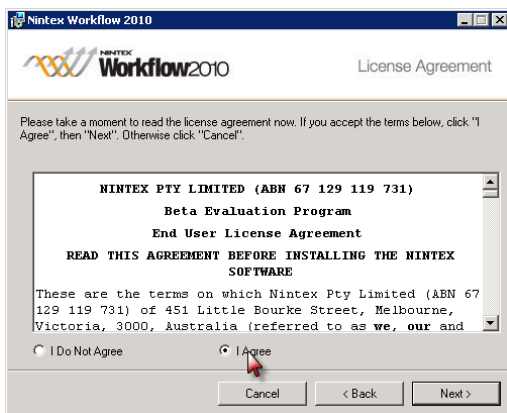 Nintex Workflow 2010
NINTEX
Workflow2010
License Agreement
Please take a moment to read the license agreement now. If you accept the terms below, click "I
Agree", then "Next". Otherwise click "Cancel".
NINTEX PTY LIMITED (ABN 67 129 119 731)
Beta Evaluation Program
End User License Agreement
READ THIS AGREEMENT BEFORE INSTALLING THE NINTEX
SOFTWARE
These are the terms on which Nintex Pty Limited (ABN 67
129 119 731) of 451 Little Bourke Street, Melbourne,
Victoria, 3000, Australia (referred to as we, our and
I Do Not Agree
I Agree
Cancel
< Back
Next >